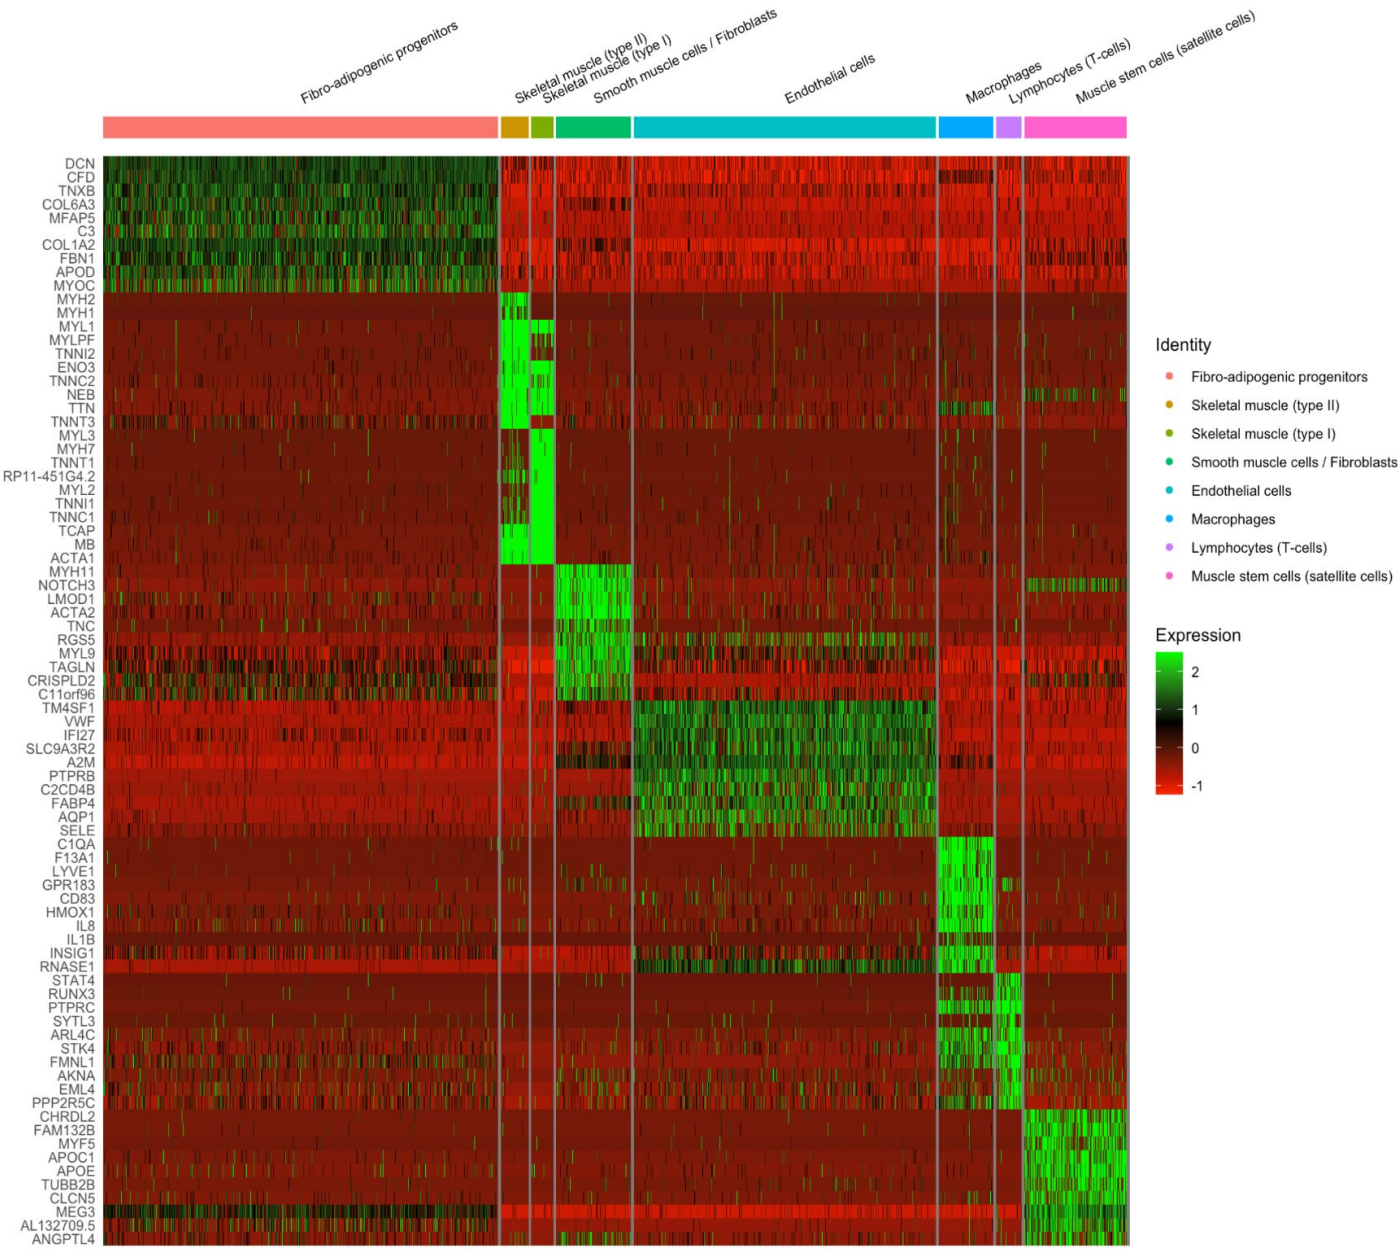 Fibro-adipogenic progenitors
Skeletal muscle (type II)
Skeletal muscle (type I)
Smooth muscle cells / Fibroblasts
Endothelial cells
Macrophages
Lymphocytes (T-cells)
Muscle stem cells (satellite cells)
DCN
CFD
TNXB
COL6A3
MFAP5
C3
COL1A2
FBN1
APOD
MYOC
MYH2
MYH1
MYL1
MYLPF
TNNI2
ENO3
TNNC2
NEB
TTN
TNNT3
MYL3
MYH7
TNNT1
RP11-451G4.2
MYL2
TNNI1
TNNC1
TCAP
MB
ACTA1
MYH11
NOTCH3
LMOD1
ACTA2
TNC
RGS5
MYL9
TAGLN
CRISPLD2
C11orf96
TM4SF1
VWF
IFI27
SLC9A3R2
A2M
PTPRB
C2CD4B
FABP4
AQP1
SELE
C1QA
F13A1
LYVE1
GPR183
CD83
HMOX1
IL8
IL1B
INSIG1
RNASE1
STAT4
RUNX3
PTPRC
SYTL3
ARL4C
STK4
FMNL1
AKNA
EML4
PPP2R5C
CHRDL2
FAM132B
MYF5
APOC1
APOE
TUBB2B
CLCN5
MEG3
AL132709.5
ANGPTL4
Identity
Fibro-adipogenic progenitors
Skeletal muscle (type II)
Skeletal muscle (type I)
Smooth muscle cells / Fibroblasts
Endothelial cells
Macrophages
Lymphocytes (T-cells)
Muscle stem cells (satellite cells)
Expression
2
1
0
-1